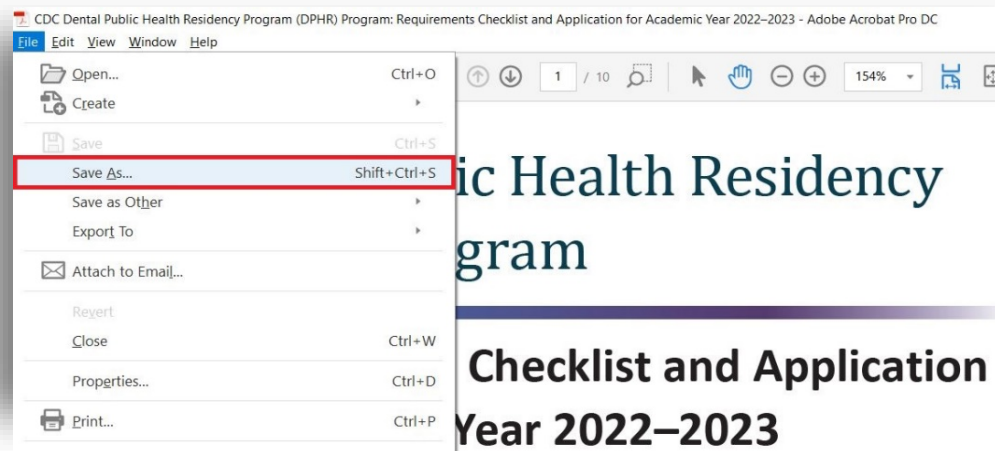 CDC Dental Public Health Residency Program (DPHR) Program: Requirements Checklist and Application for Academic Year 2022–2023 - Adobe Acrobat Pro DC
File Edit View Window Help
Open... Ctrl+O
1 / 10 154%
Create
Save Ctrl+S
Save As... Shift+Ctrl+S
ic Health Residency
Save as Other
Export To
gram
Attach to Email...
Revert
Close Ctrl+W
Checklist and Application
Properties... Ctrl+D
Print... Ctrl+P
Year 2022–2023